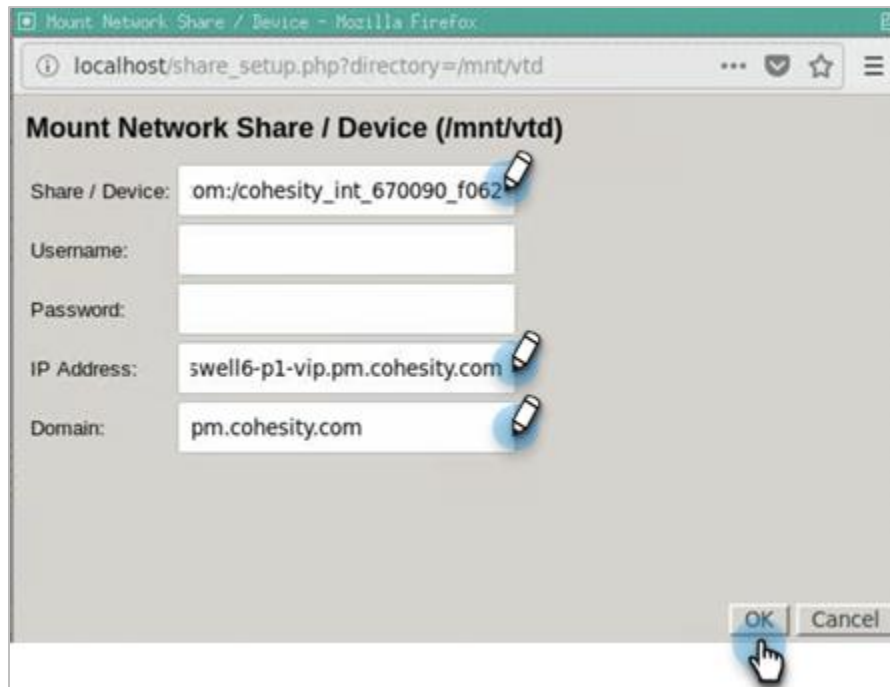 Mount Network Share / Device - Mozilla Firefox
localhost/share_setup.php?directory=/mnt/vtd
Mount Network Share / Device (/mnt/vtd)
Share / Device: om:/cohesity_int_670090_f062
Username:
Password:
IP Address: swell6-p1-vip.pm.cohesity.com
Domain: pm.cohesity.com
OK Cancel